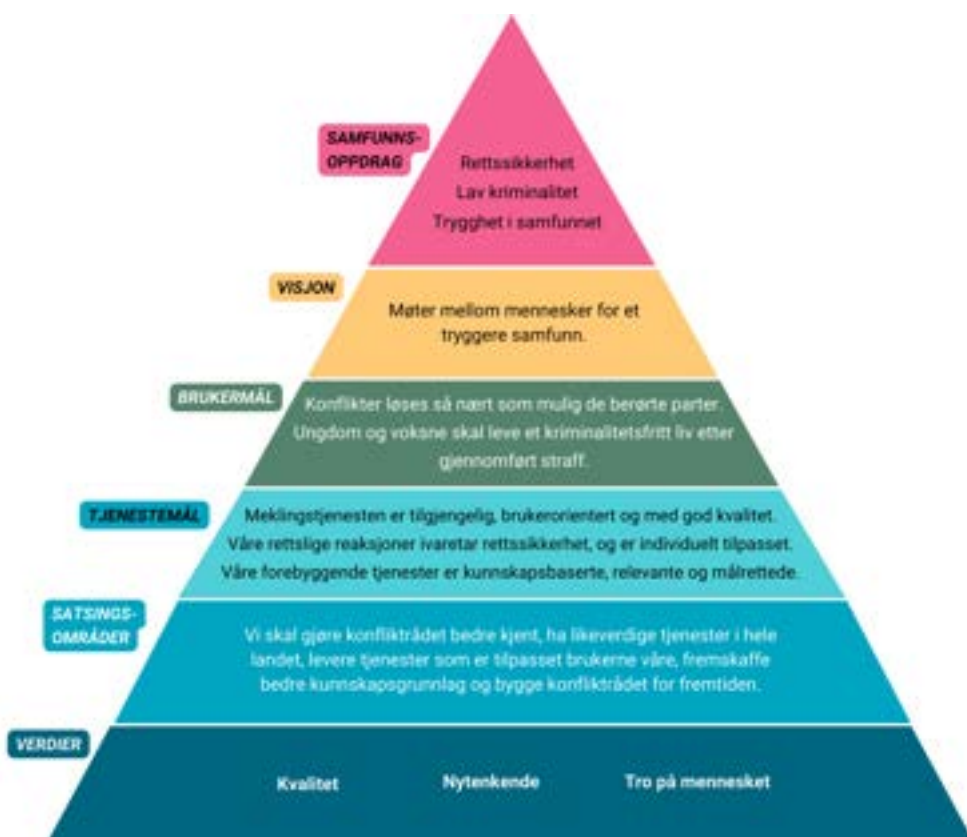 SAMFUNNS-
OPPDRAG
Rettssikkerhet
Lav kriminalitet
Trygghet i samfunnet
VISJON
Møter mellom mennesker for et
tryggere samfunn.
BRUKERMÅL
Konflikter løses så nært som mulig de berørte parter.
Ungdom og voksne skal leve et kriminalitetsfritt liv etter
gjennomført straff.
TJENESTEMÅL
Meklingstjenesten er tilgjengelig, brukerorientert og med god kvalitet.
Våre rettslige reaksjoner ivaretar rettssikkerhet, og er individuelt tilpasset.
Våre forebyggende tjenester er kunnskapsbaserte, relevante og målrettede.
SATSINGS-
OMRÅDER
Vi skal gjøre konfliktrådet bedre kjent, ha likeverdige tjenester i hele
landet, levere tjenester som er tilpasset brukerne våre, fremskaffe
bedre kunnskapsgrunnlag og bygge konfliktrådet for fremtiden.
VERDIER
Kvalitet
Nytenkende
Tro på mennesket